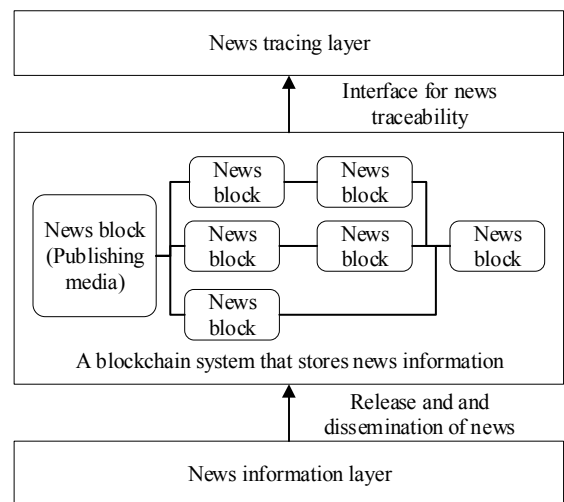 News tracing layer
Interface for news
traceability
News
block
News
block
News block
(Publishing
media)
News
block
News
block
News
block
News
block
A blockchain system that stores news information
Release and and
dissemination of news
News information layer